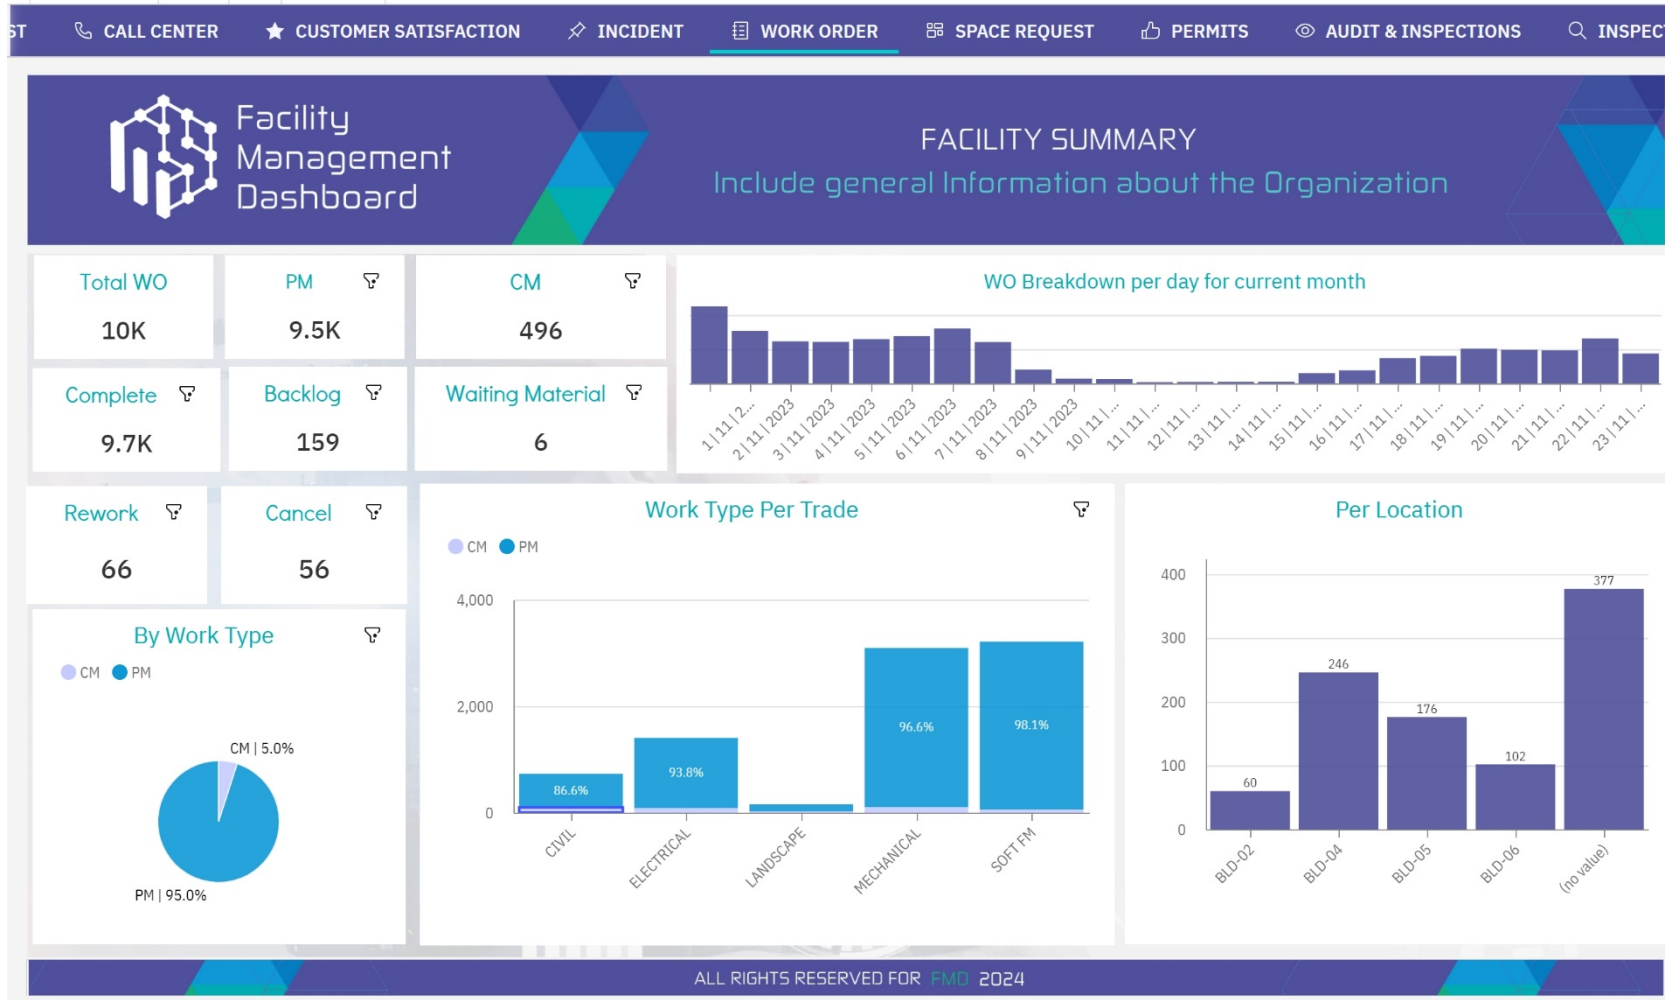 ST
CALL CENTER
CUSTOMER SATISFACTION
INCIDENT
WORK ORDER
SPACE REQUEST
PERMITS
AUDIT & INSPECTIONS
INSPECT
Facility
Management
Dashboard
FACILITY SUMMARY
Include general Information about the Organization
Total WO
10K
PM
9.5K
CM
496
Complete
9.7K
Backlog
159
Waiting Material
6
WO Breakdown per day for current month
1|11|2...
2|11|2023
3|11|2023
4|11|2023
5|11|2023
6|11|2023
7|11|2023
8|11|2023
9|11|2023
10|11|...
11|11|...
12|11|...
13|11|...
14|11|...
15|11|...
16|11|...
17|11|...
18|11|...
19|11|...
20|11|...
21|11|...
22|11|...
23|11|...
Rework
66
Cancel
56
By Work Type
CM PM
CM | 5.0%
PM | 95.0%
Work Type Per Trade
CM PM
4,000
2,000
0
86.6%
93.8%
96.6%
98.1%
CIVIL
ELECTRICAL
LANDSCAPE
MECHANICAL
SOFT FM
Per Location
400
300
200
100
0
60
246
176
102
377
BLD-02
BLD-04
BLD-05
BLD-06
(no value)
ALL RIGHTS RESERVED FOR FMD 2024